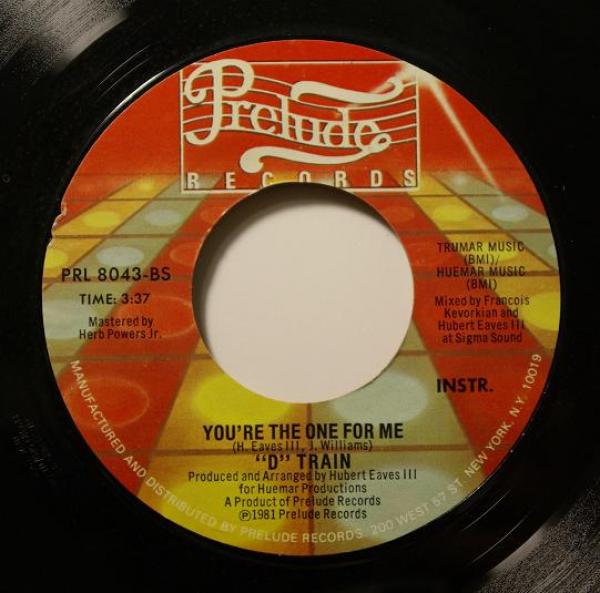 Prelude
RECORDS
PRL 8043-BS
TIME: 3:37
Mastered by
Herb Powers Jr.
TRUMAR MUSIC
(BMI)/
HUEMAR MUSIC
(BMI)
Mixed by Francois
Kevorkian and
Hubert Eaves III
at Sigma Sound
INSTR.
YOU'RE THE ONE FOR ME
(H. Eaves III, J. Williams)
"D" TRAIN
Produced and Arranged by Hubert Eaves III
for Huemar Productions
A Product of Prelude Records
℗1981 Prelude Records
MANUFACTURED AND DISTRIBUTED BY PRELUDE RECORDS, 200 WEST 57 ST. NEW YORK, N.Y. 10019